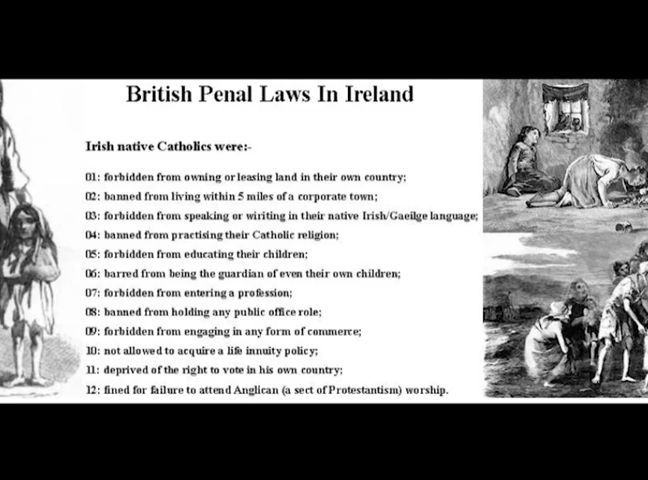 British Penal Laws In Ireland
Irish native Catholics were:-
01: forbidden from owning or leasing land in their own country;
02: banned from living within 5 miles of a corporate town;
03: forbidden from speaking or wiriting in their native Irish/Gaeilge language;
04: banned from practising their Catholic religion;
05: forbidden from educating their children;
06: barred from being the guardian of even their own children;
07: forbidden from entering a profession;
08: banned from holding any public office role;
09: forbidden from engaging in any form of commerce;
10: not allowed to acquire a life innuity policy;
11: deprived of the right to vote in his own country;
12: fined for failure to attend Anglican (a sect of Protestantism) worship.